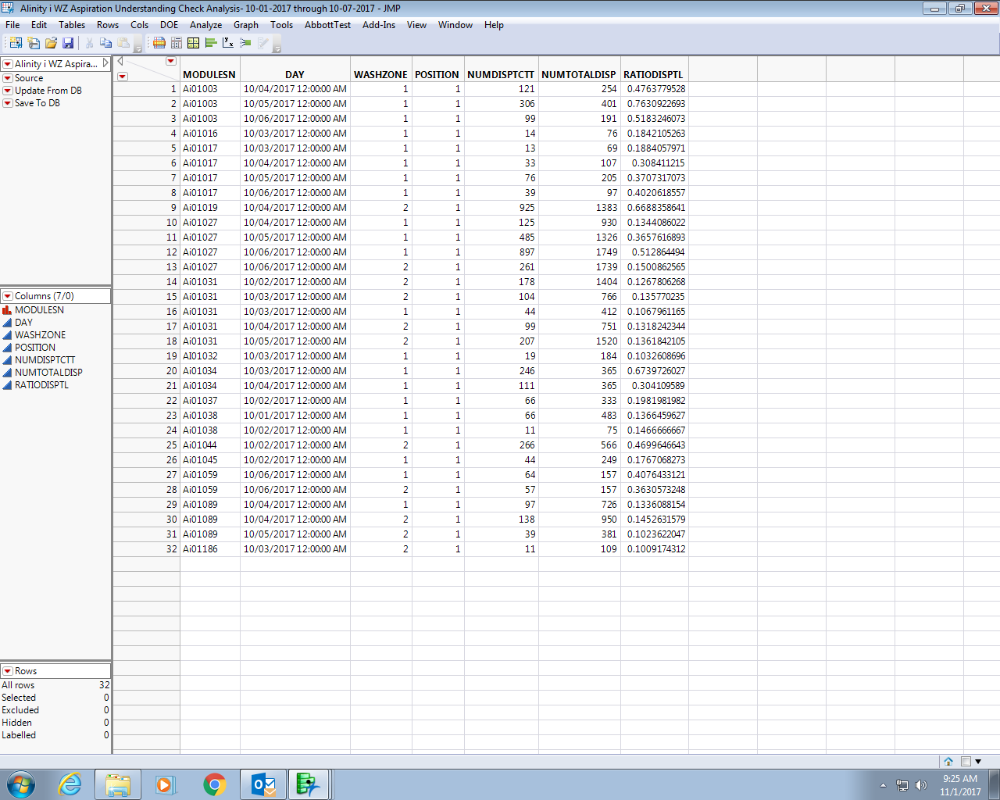 Alinity i WZ Aspiration Understanding Check Analysis- 10-01-2017 through 10-07-2017 - JMP
File Edit Tables Rows Cols DOE Analyze Graph Tools AbbottTest Add-Ins View Window Help
Alinity i WZ Aspira...
Source
Update From DB
Save To DB
MODULESN DAY WASHZONE POSITION NUMDISPTCTT NUMTOTALDISP RATIODISPTL
1 Ai01003 10/04/2017 12:00:00 AM 1 1 121 254 0.4763779528
2 Ai01003 10/05/2017 12:00:00 AM 1 1 306 401 0.7630922693
3 Ai01003 10/06/2017 12:00:00 AM 1 1 99 191 0.5183246073
4 Ai01016 10/03/2017 12:00:00 AM 1 1 14 76 0.1842105263
5 Ai01017 10/03/2017 12:00:00 AM 1 1 13 69 0.1884057971
6 Ai01017 10/04/2017 12:00:00 AM 1 1 33 107 0.308411215
7 Ai01017 10/05/2017 12:00:00 AM 1 1 76 205 0.3707317073
8 Ai01017 10/06/2017 12:00:00 AM 1 1 39 97 0.4020618557
9 Ai01019 10/04/2017 12:00:00 AM 2 1 925 1383 0.6688358641
10 Ai01027 10/04/2017 12:00:00 AM 1 1 125 930 0.1344086022
11 Ai01027 10/05/2017 12:00:00 AM 1 1 485 1326 0.3657616893
12 Ai01027 10/06/2017 12:00:00 AM 1 1 897 1749 0.512864494
13 Ai01027 10/06/2017 12:00:00 AM 2 1 261 1739 0.1500862565
14 Ai01031 10/02/2017 12:00:00 AM 2 1 178 1404 0.1267806268
15 Ai01031 10/03/2017 12:00:00 AM 2 1 104 766 0.135770235
16 Ai01031 10/03/2017 12:00:00 AM 1 1 44 412 0.1067961165
17 Ai01031 10/04/2017 12:00:00 AM 2 1 99 751 0.1318242344
18 Ai01031 10/05/2017 12:00:00 AM 2 1 207 1520 0.1361842105
19 AI01032 10/03/2017 12:00:00 AM 1 1 19 184 0.1032608696
20 Ai01034 10/03/2017 12:00:00 AM 1 1 246 365 0.6739726027
21 Ai01034 10/04/2017 12:00:00 AM 1 1 111 365 0.304109589
22 Ai01037 10/02/2017 12:00:00 AM 1 1 66 333 0.1981981982
23 Ai01038 10/01/2017 12:00:00 AM 1 1 66 483 0.1366459627
24 Ai01038 10/02/2017 12:00:00 AM 1 1 11 75 0.1466666667
25 Ai01044 10/02/2017 12:00:00 AM 2 1 266 566 0.4699646643
26 Ai01045 10/02/2017 12:00:00 AM 1 1 44 249 0.1767068273
27 Ai01059 10/06/2017 12:00:00 AM 1 1 64 157 0.4076433121
28 Ai01059 10/06/2017 12:00:00 AM 2 1 57 157 0.3630573248
29 Ai01089 10/04/2017 12:00:00 AM 1 1 97 726 0.1336088154
30 Ai01089 10/04/2017 12:00:00 AM 2 1 138 950 0.1452631579
31 Ai01089 10/05/2017 12:00:00 AM 2 1 39 381 0.1023622047
32 Ai01186 10/03/2017 12:00:00 AM 2 1 11 109 0.1009174312
Columns (7/0)
MODULESN
DAY
WASHZONE
POSITION
NUMDISPTCTT
NUMTOTALDISP
RATIODISPTL
Rows
All rows 32
Selected 0
Excluded 0
Hidden 0
Labelled 0
9:25 AM
11/1/2017